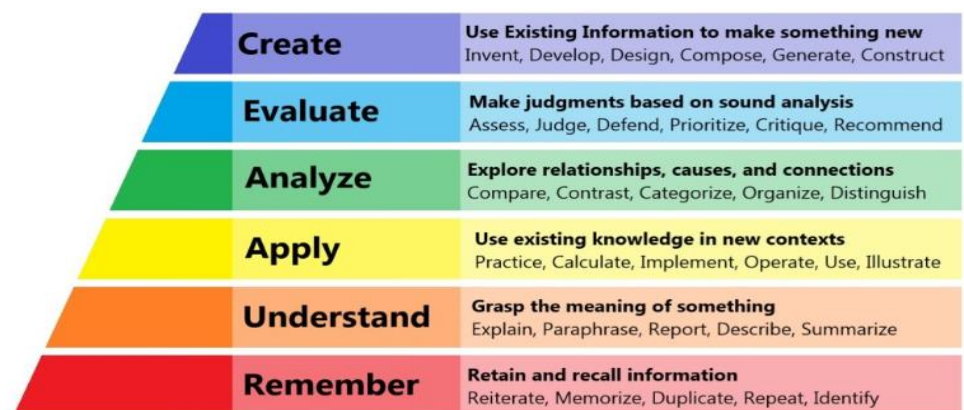 Create
Use Existing Information to make something new
Invent, Develop, Design, Compose, Generate, Construct
Evaluate
Make judgments based on sound analysis
Assess, Judge, Defend, Prioritize, Critique, Recommend
Analyze
Explore relationships, causes, and connections
Compare, Contrast, Categorize, Organize, Distinguish
Apply
Use existing knowledge in new contexts
Practice, Calculate, Implement, Operate, Use, Illustrate
Understand
Grasp the meaning of something
Explain, Paraphrase, Report, Describe, Summarize
Remember
Retain and recall information
Reiterate, Memorize, Duplicate, Repeat, Identify